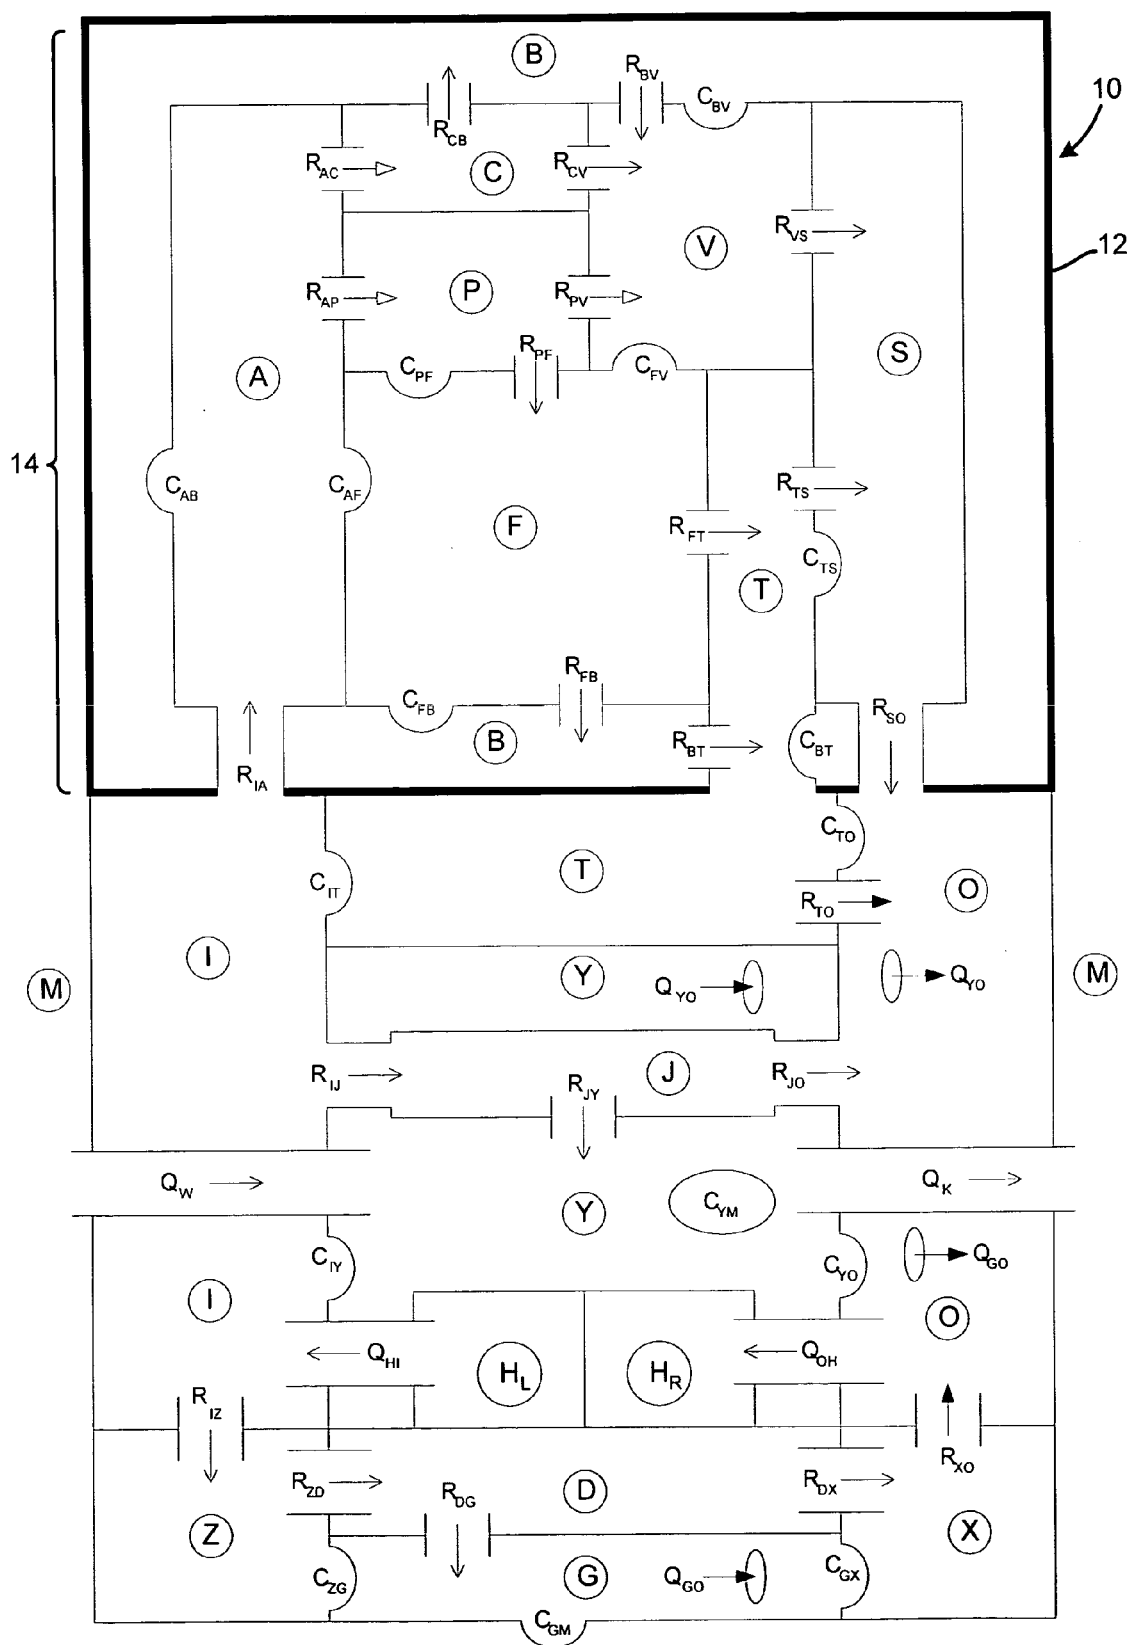 B
R_BV
C_BV
10
R_CB
R_AC
C
R_CV
V
R_VS
12
R_AP
P
R_PV
R_PF
C_PF
C_FV
S
A
14
C_AB
C_AF
R_TS
F
R_FT
C_TS
T
R_FB
C_FB
B
R_BT
C_BT
R_SO
R_IA
C_TO
T
C_IT
R_TO
O
I
M
Y
Q_YO
Q_YO
M
R_IJ
J
R_JY
R_JO
Q_W
Q_K
Y
C_YM
C_IY
C_YO
Q_GO
I
O
Q_HI
H_L
H_R
Q_OH
R_IZ
R_XO
R_ZD
R_DG
D
R_DX
Z
X
C_ZG
G
Q_GO
C_GX
C_GM